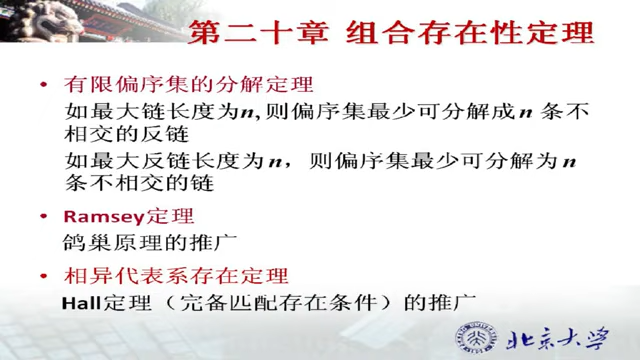 第二十章 组合存在性定理
• 有限偏序集的分解定理
如最大链长度为n,则偏序集最少可分解成 n 条不
相交的反链
如最大反链长度为n，则偏序集最少可分解为 n
条不相交的链
• Ramsey定理
鸽巢原理的推广
• 相异代表系存在定理
Hall定理（完备匹配存在条件）的推广
北京大学